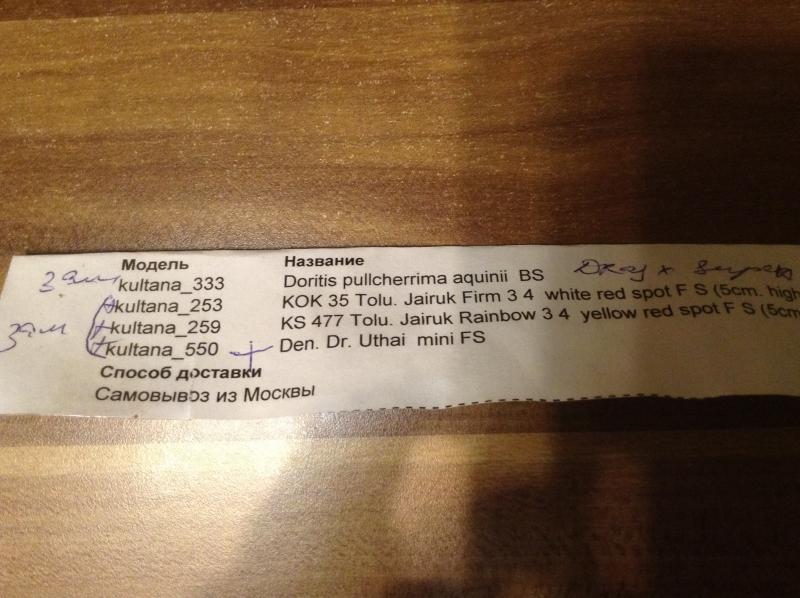 Модель Название
зам kultana_333 Doritis pullcherrima aquinii BS
kultana_253 KOK 35 Tolu. Jairuk Firm 3 4 white red spot F S (5cm. high
зам kultana_259 KS 477 Tolu. Jairuk Rainbow 3 4 yellow red spot F S (5cm
kultana_550 + Den. Dr. Uthai mini FS
Способ доставки
Самовывоз из Москвы